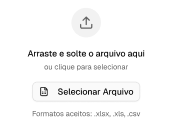 Arraste e solte o arquivo aqui
ou clique para selecionar
Selecionar Arquivo
Formatos aceitos: .xlsx, .xls, .csv